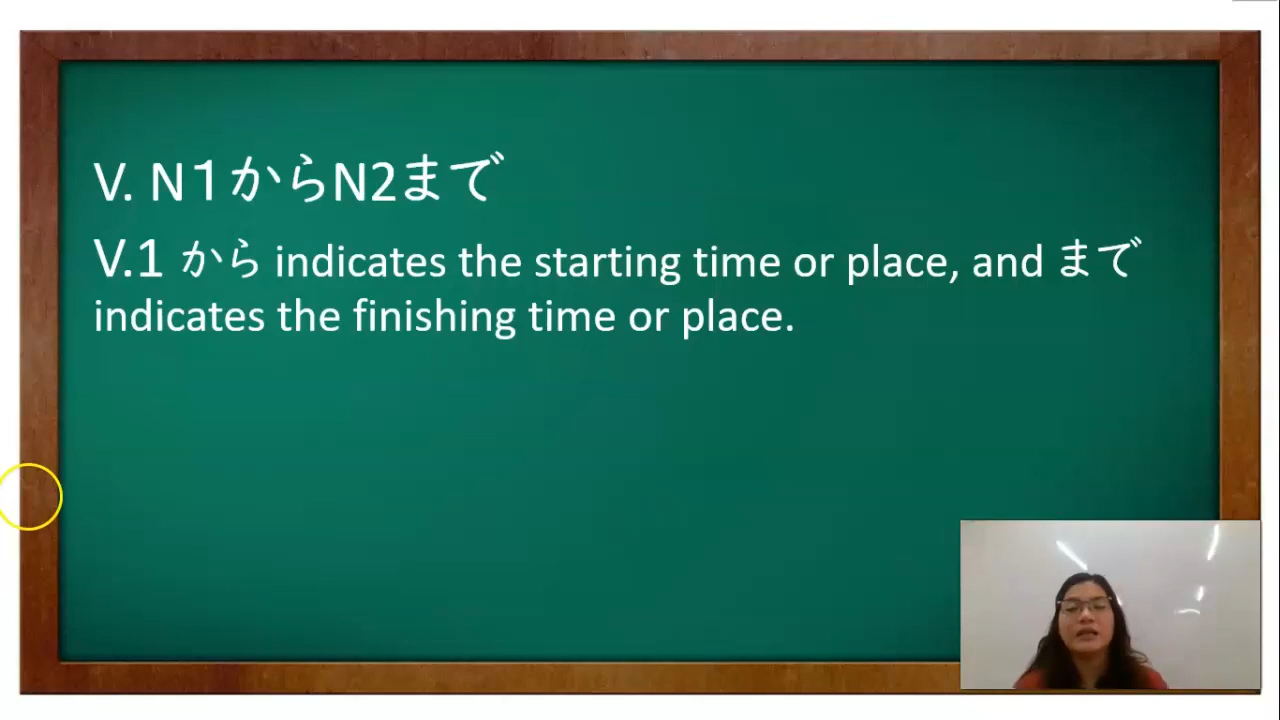 V. N１からN2まで
V.1 から indicates the starting time or place, and まで
indicates the finishing time or place.